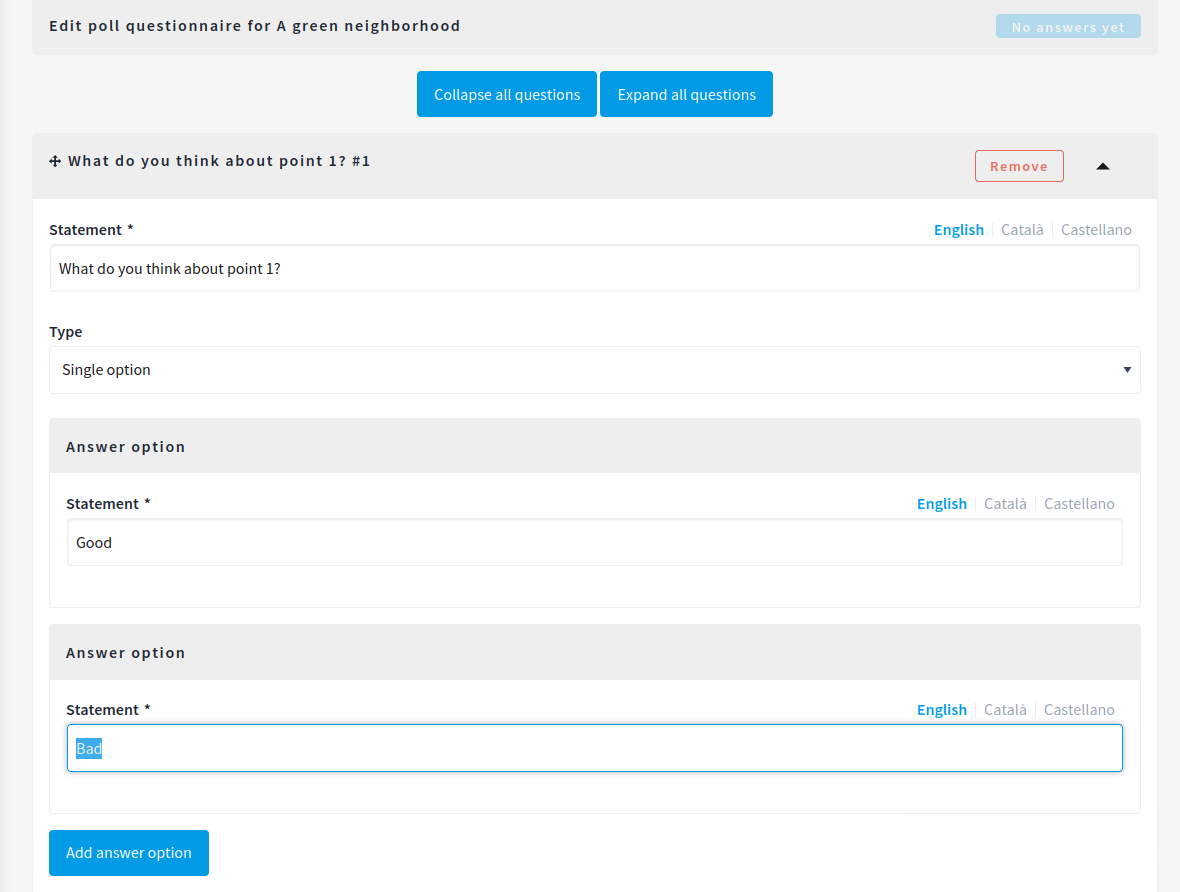 Edit poll questionnaire for A green neighborhood
No answers yet
Collapse all questions
Expand all questions
What do you think about point 1? #1
Remove
Statement *
English
Català
Castellano
What do you think about point 1?
Type
Single option
Answer option
Statement *
English
Català
Castellano
Good
Answer option
Statement *
English
Català
Castellano
Bad
Add answer option